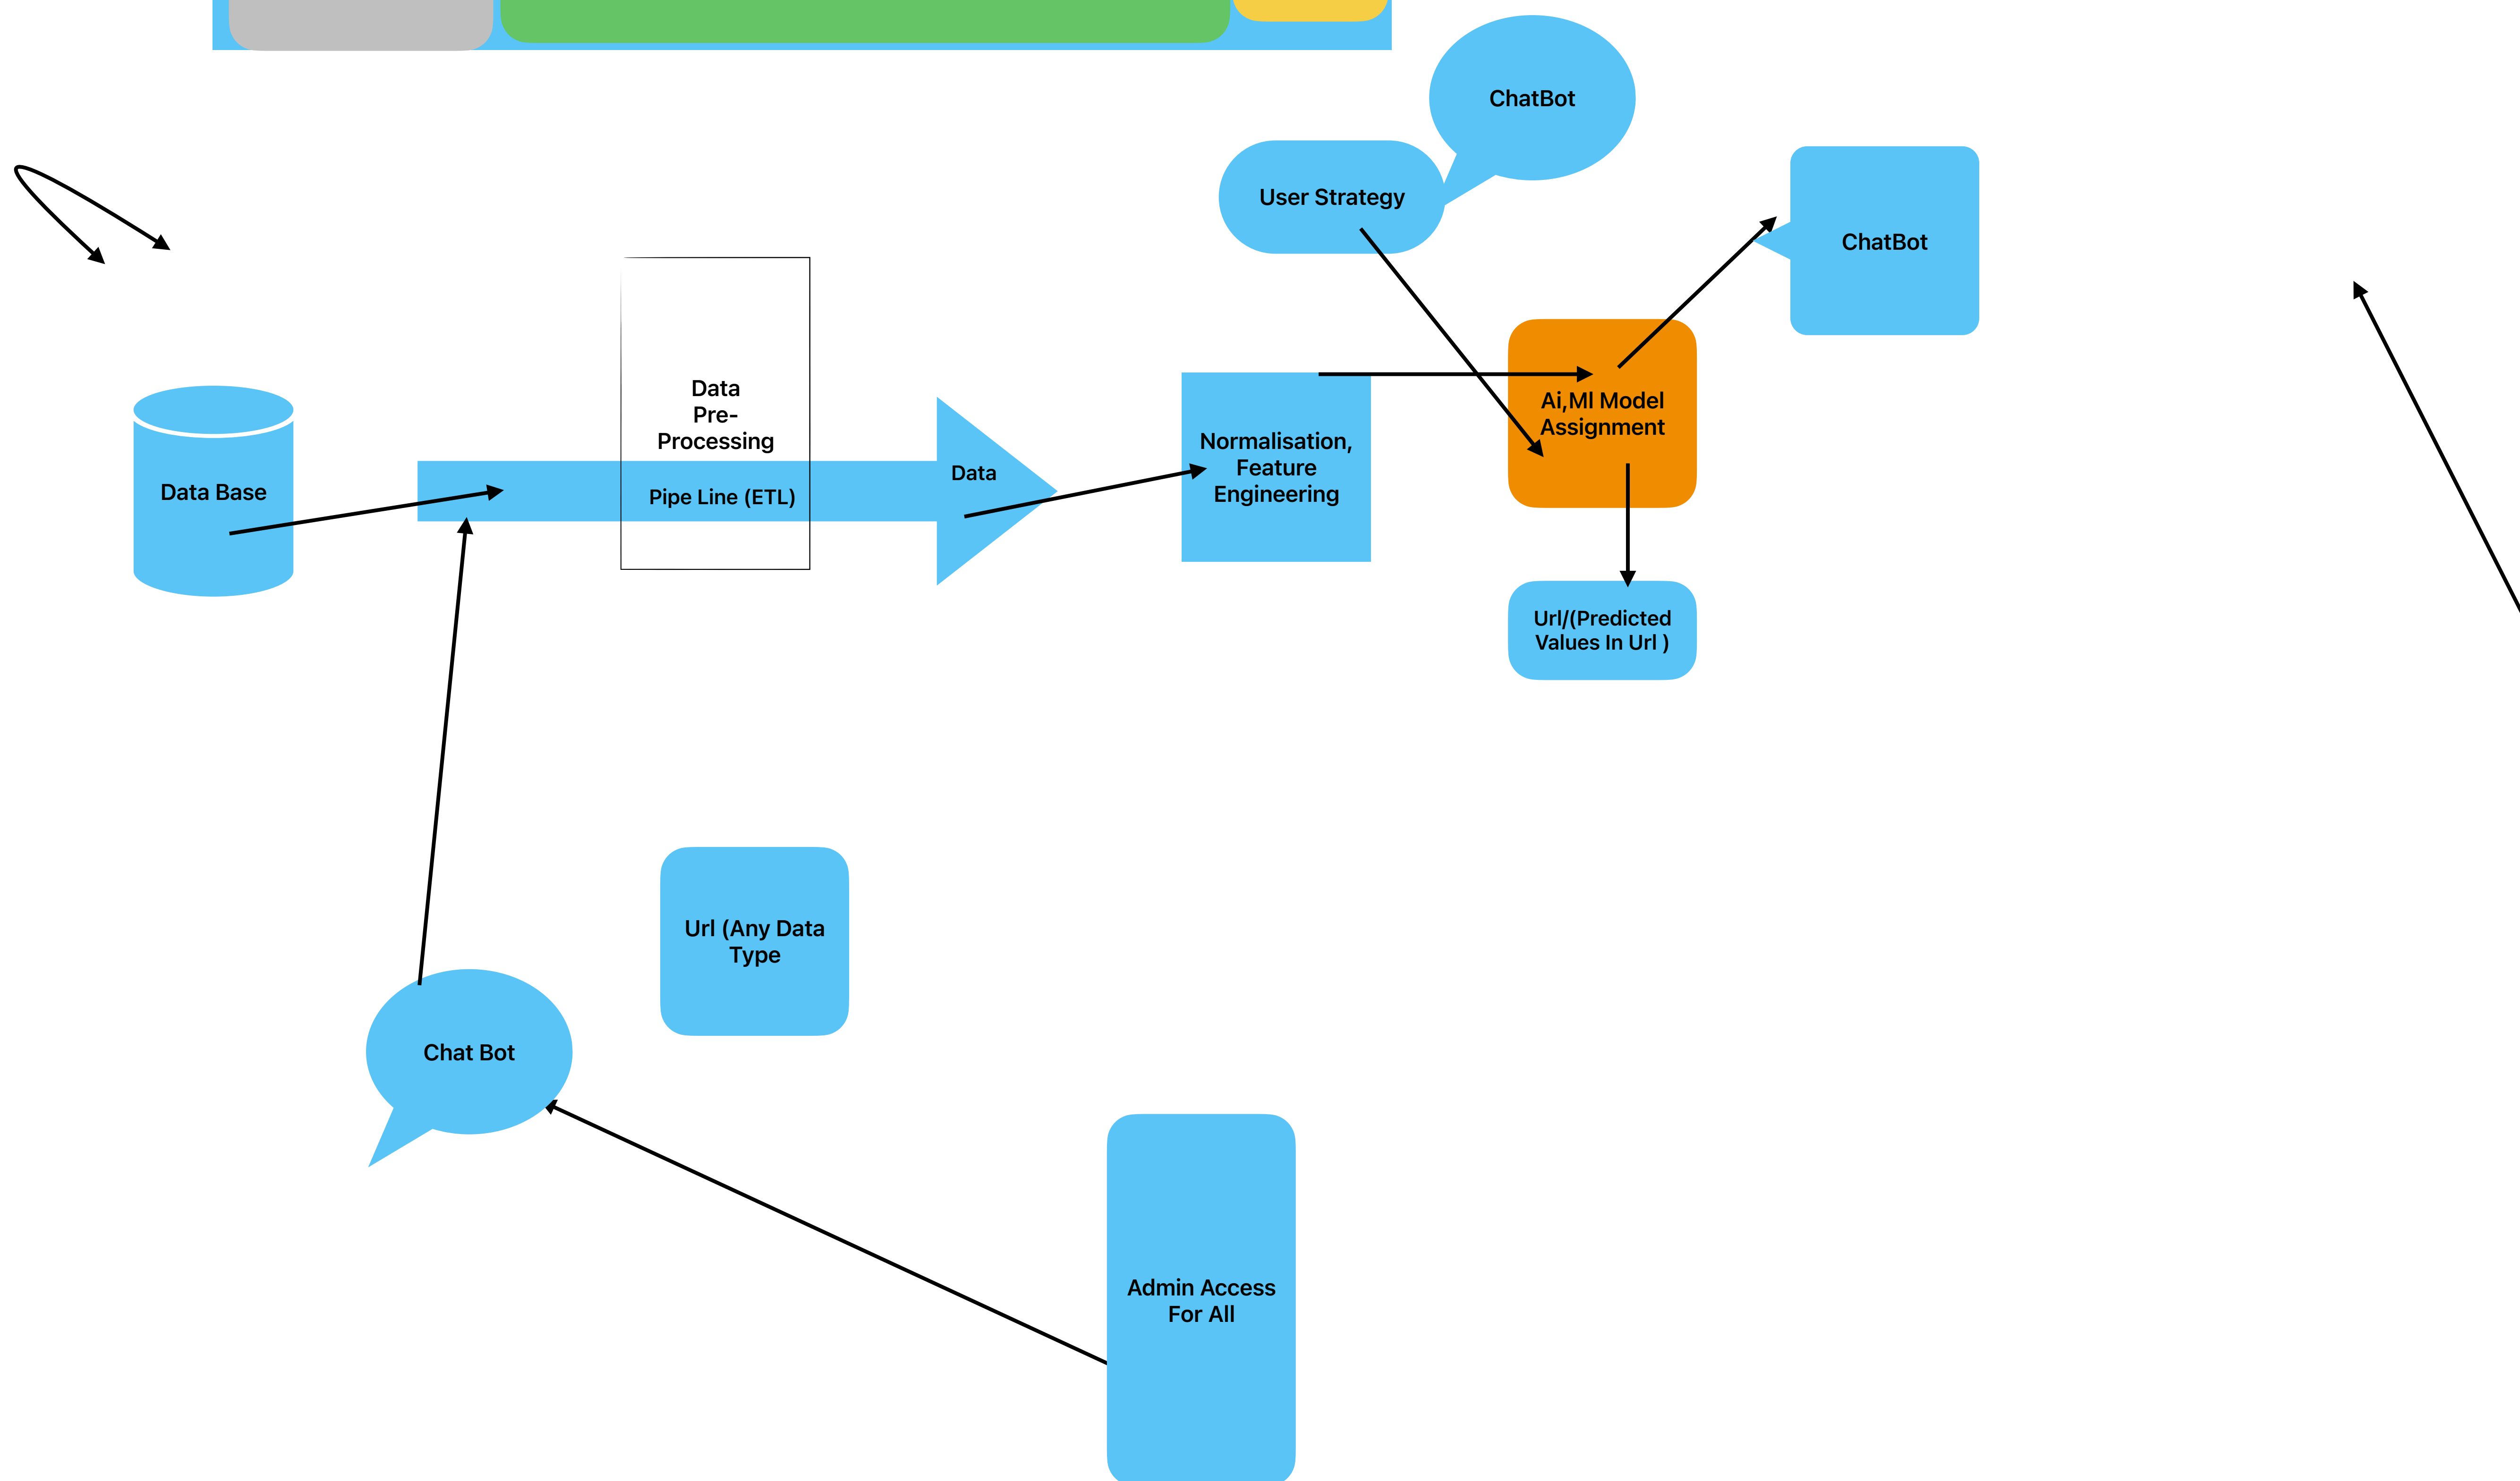 ChatBot
User Strategy
ChatBot
Data
Pre-
Processing
Ai,Ml Model
Assignment
Data Base
Pipe Line (ETL)
Data
Normalisation,
Feature
Engineering
Url/(Predicted
Values In Url )
Url (Any Data
Type
Chat Bot
Admin Access
For All